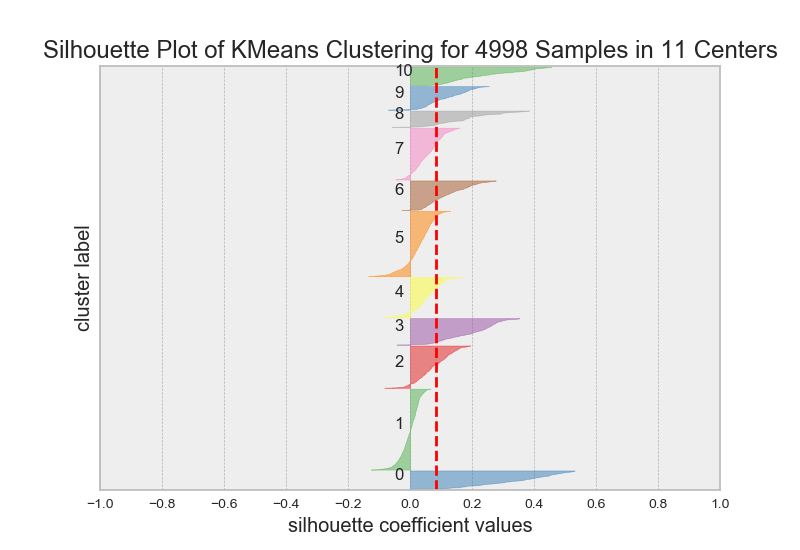 Silhouette Plot of KMeans Clustering for 4998 Samples in 11 Centers
10
9
8
7
6
5
4
3
2
1
0
cluster label
−1.0 −0.8 −0.6 −0.4 −0.2 0.0 0.2 0.4 0.6 0.8 1.0
silhouette coefficient values